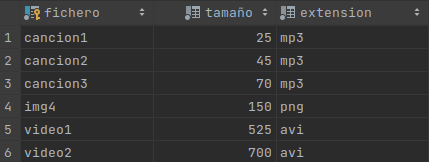 fichero tamaño extension
1 cancion1 25 mp3
2 cancion2 45 mp3
3 cancion3 70 mp3
4 img4 150 png
5 video1 525 avi
6 video2 700 avi